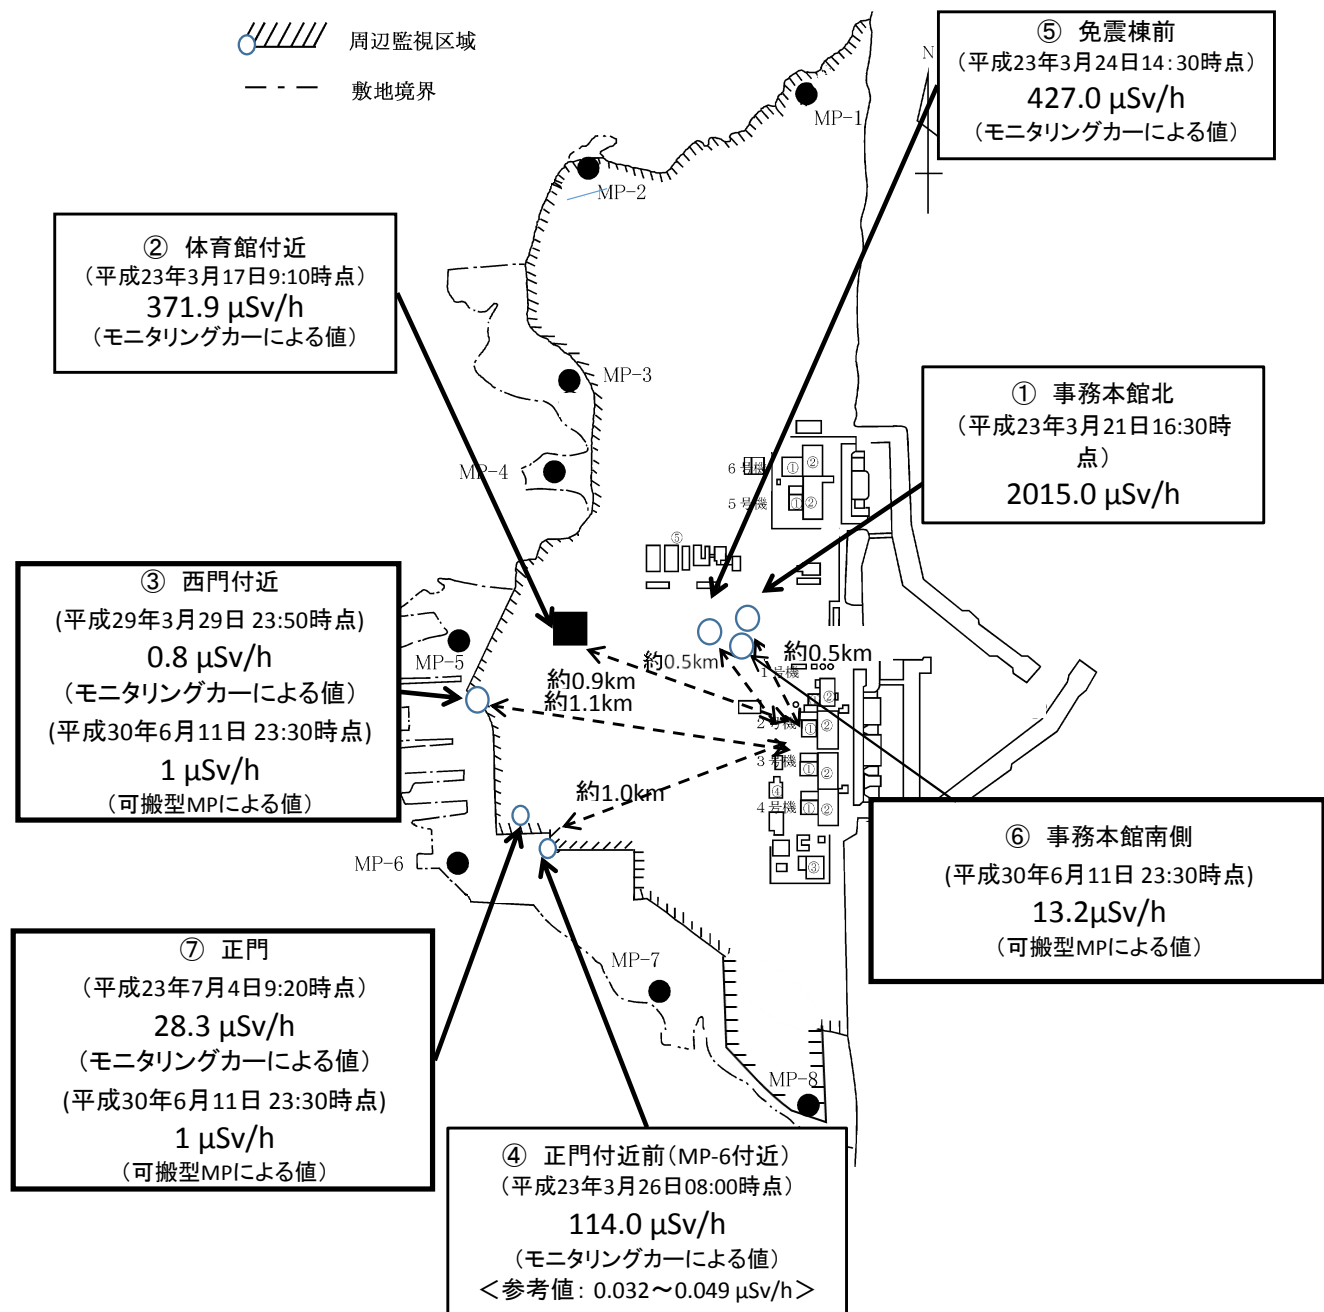 周辺監視区域
敷地境界
⑤ 免震棟前
(平成23年3月24日14:30時点)
427.0 μSv/h
(モニタリングカーによる値)
N
MP-1
MP-2
② 体育館付近
(平成23年3月17日9:10時点)
371.9 μSv/h
(モニタリングカーによる値)
MP-3
① 事務本館北
(平成23年3月21日16:30時
点)
2015.0 μSv/h
MP-4
6号機
① ②
5号機
① ②
⑤
③ 西門付近
(平成29年3月29日 23:50時点)
0.8 μSv/h
(モニタリングカーによる値)
(平成30年6月11日 23:30時点)
1 μSv/h
(可搬型MPによる値)
MP-5
約0.5km
約0.5km
約0.9km
約1.1km
1号機
②
2号機
① ②
3号機
① ②
④
4号機
① ②
③
約1.0km
MP-6
⑥ 事務本館南側
(平成30年6月11日 23:30時点)
13.2μSv/h
(可搬型MPによる値)
⑦ 正門
(平成23年7月4日9:20時点)
28.3 μSv/h
(モニタリングカーによる値)
(平成30年6月11日 23:30時点)
1 μSv/h
(可搬型MPによる値)
MP-7
MP-8
④ 正門付近前(MP-6付近)
(平成23年3月26日08:00時点)
114.0 μSv/h
(モニタリングカーによる値)
<参考値: 0.032～0.049 μSv/h>